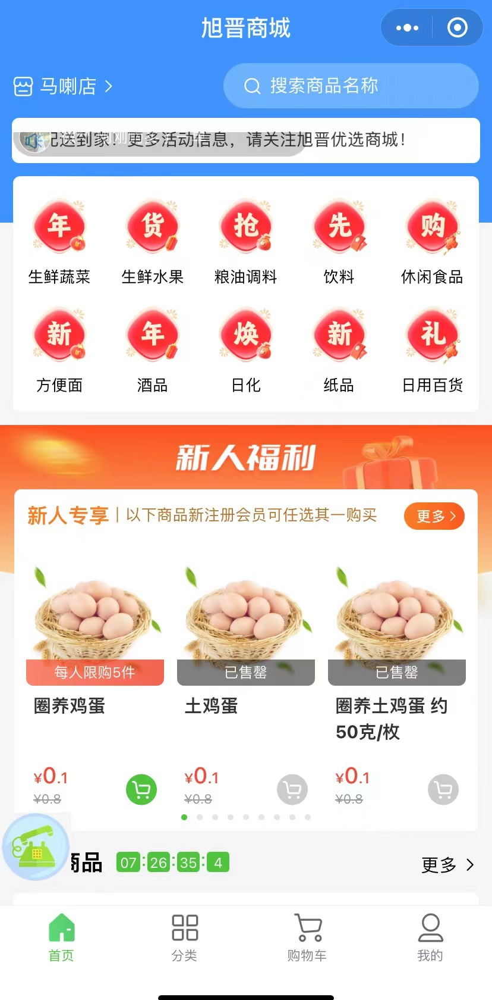 旭晋商城
马喇店
搜索商品名称
送到家！更多活动信息，请关注旭晋优选商城！
年 货 抢 先 购
生鲜蔬菜 生鲜水果 粮油调料 饮料 休闲食品
新 年 焕 新 礼
方便面 酒品 日化 纸品 日用百货
新人福利
新人专享 | 以下商品新注册会员可任选其一购买 更多
每人限购5件 已售罄 已售罄
圈养鸡蛋 土鸡蛋 圈养土鸡蛋 约
50克/枚
¥0.1 ¥0.1 ¥0.1
¥0.8 ¥0.8 ¥0.8
商品 07:26:35:4 更多
首页 分类 购物车 我的